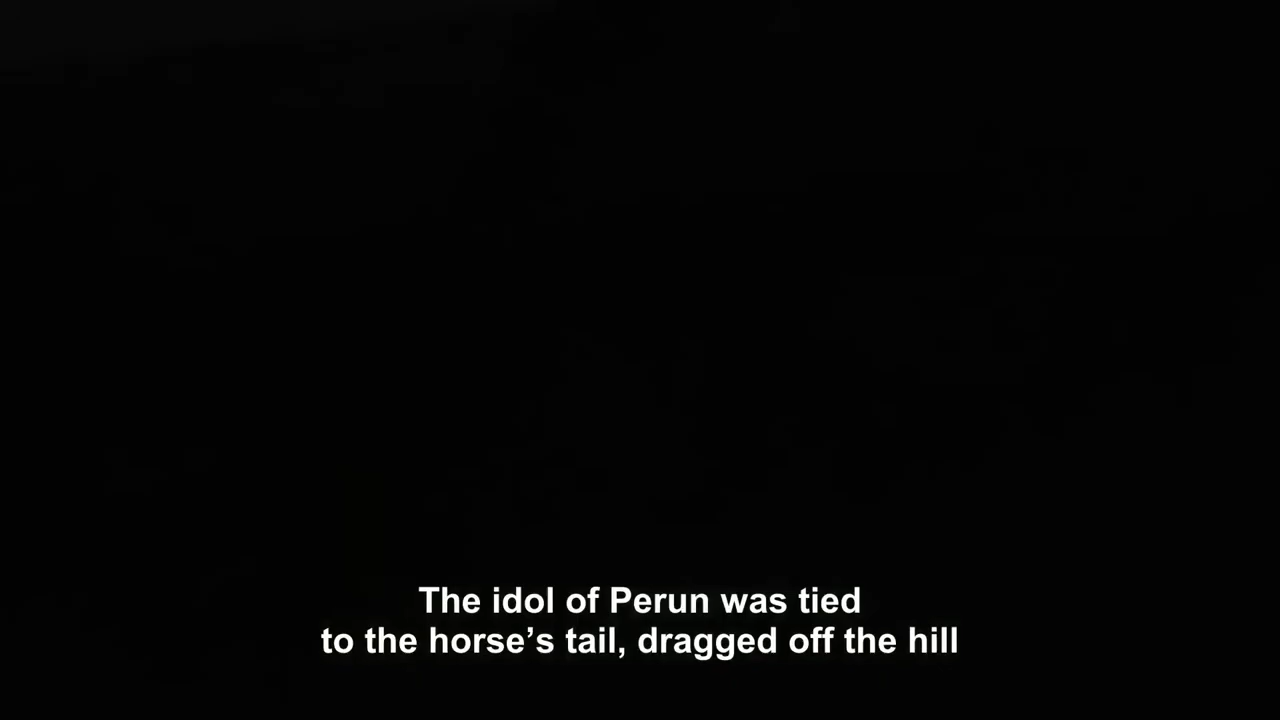 The idol of Perun was tied
to the horse’s tail, dragged off the hill